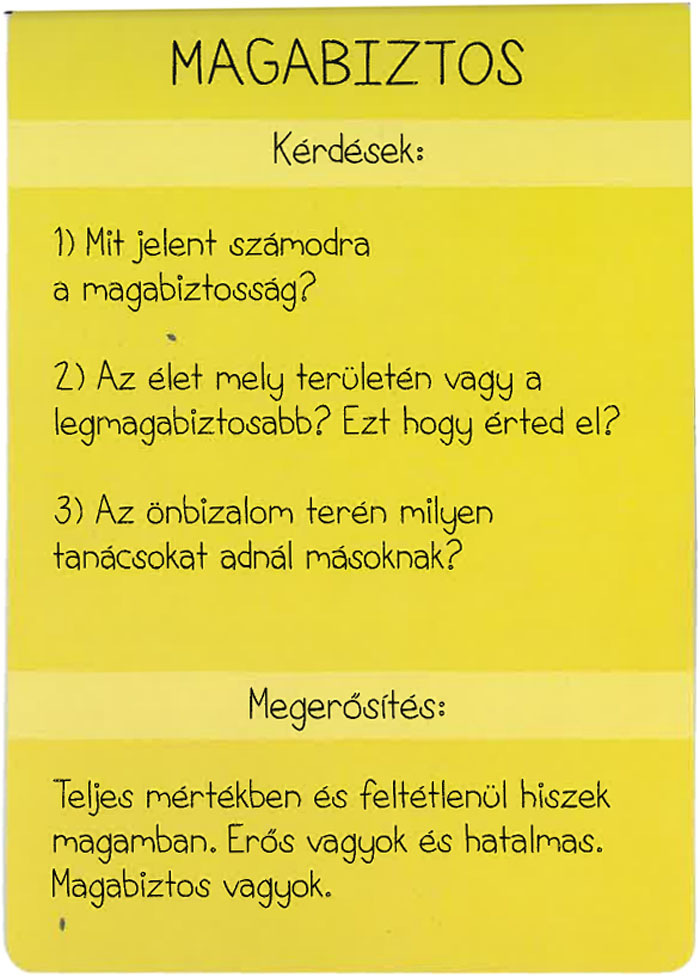 MAGABIZTOS
Kérdések:
1) Mit jelent számodra
a magabiztosság?
2) Az élet mely területén vagy a
legmagabiztosabb? Ezt hogy érted el?
3) Az önbizalom terén milyen
tanácsokat adnál másoknak?
Megerősítés:
Teljes mértékben és feltétlenül hiszek
magamban. Erős vagyok és hatalmas.
Magabiztos vagyok.